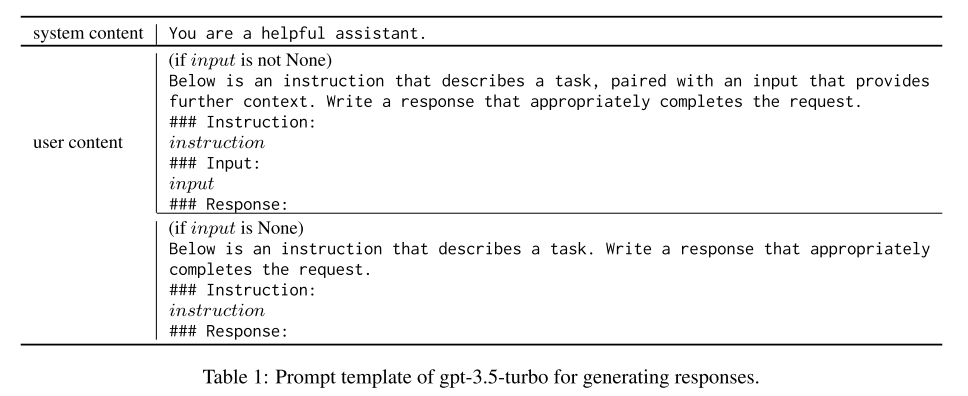 system content You are a helpful assistant.
(if input is not None)
Below is an instruction that describes a task, paired with an input that provides
further context. Write a response that appropriately completes the request.
### Instruction:
user content instruction
### Input:
input
### Response:
(if input is None)
Below is an instruction that describes a task. Write a response that appropriately
completes the request.
### Instruction:
instruction
### Response:
Table 1: Prompt template of gpt-3.5-turbo for generating responses.